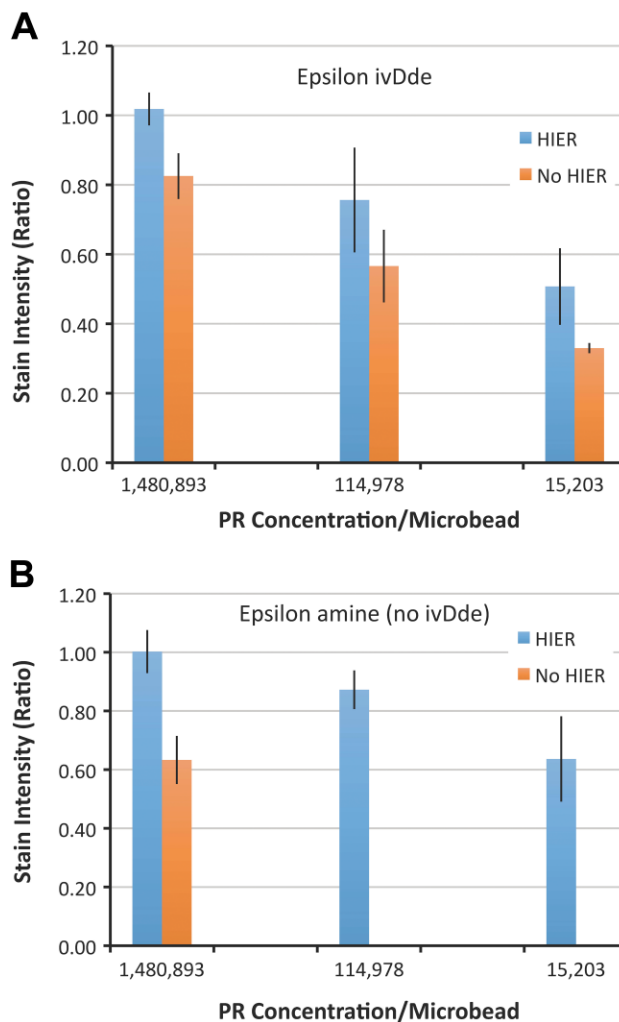 A
Epsilon ivDde
HIER
No HIER
Stain Intensity (Ratio)
1.20
1.00
0.80
0.60
0.40
0.20
0.00
1,480,893 114,978 15,203
PR Concentration/Microbead
B
Epsilon amine (no ivDde)
HIER
No HIER
Stain Intensity (Ratio)
1.20
1.00
0.80
0.60
0.40
0.20
0.00
1,480,893 114,978 15,203
PR Concentration/Microbead